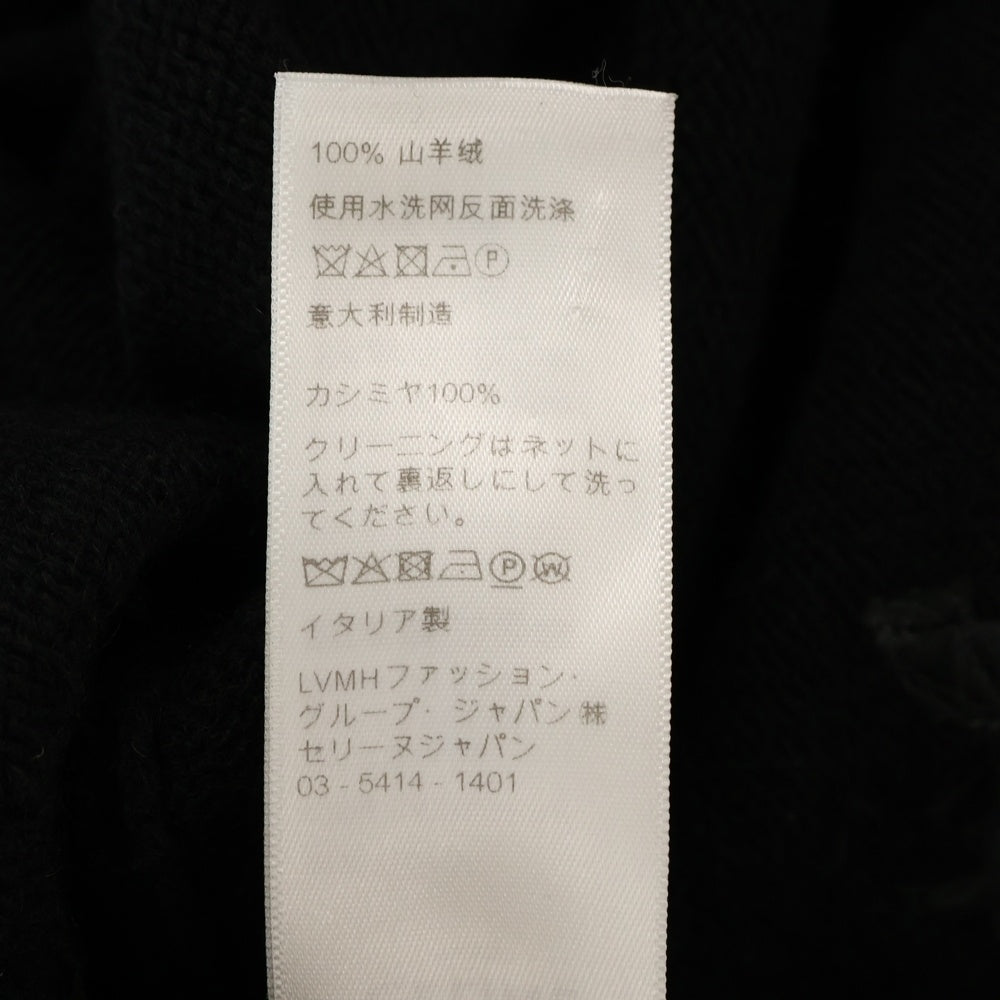 100% 山羊绒
使用水洗网反面洗涤
P
意大利制造
カシミヤ100%
クリーニングはネットに
入れて裏返しにして洗っ
てください。
P W
イタリア製
LVMHファッション·
グループ· ジャパン ㈱
セリーヌジャパン
03 - 5414 - 1401